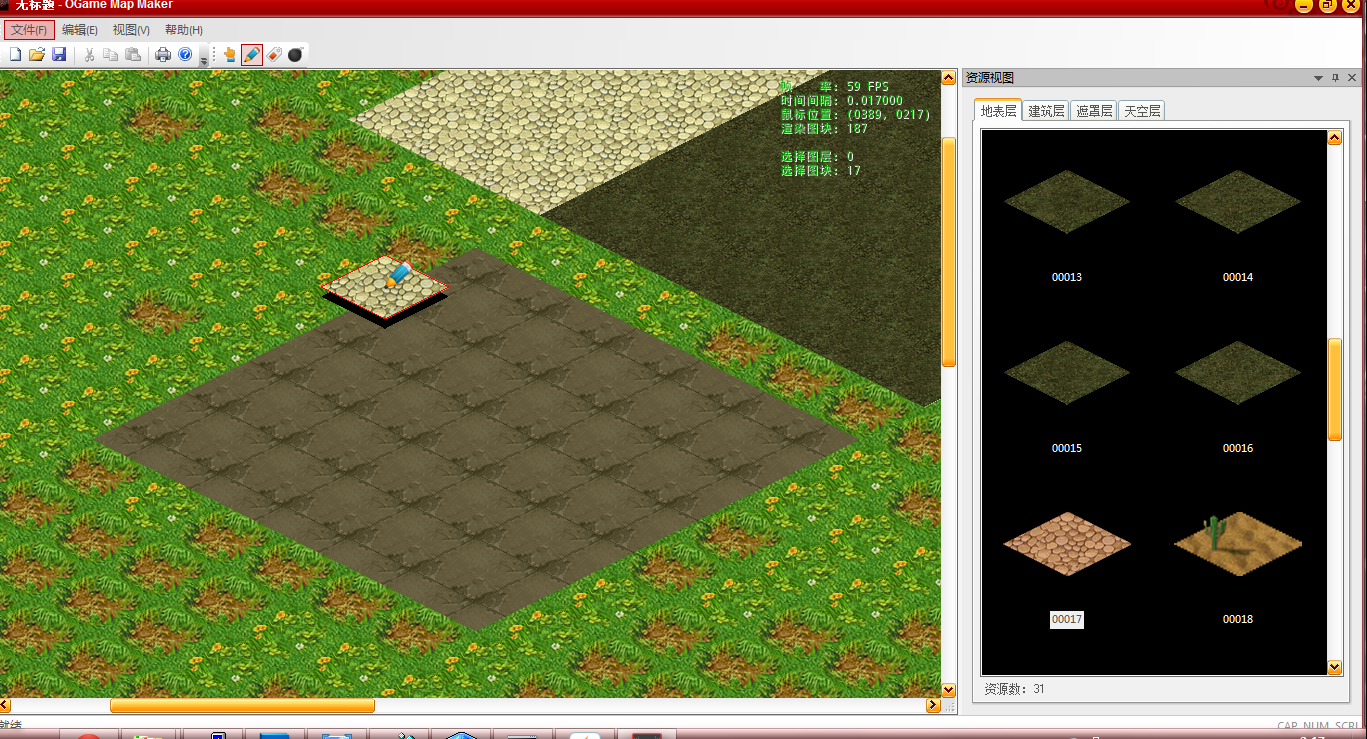 无标题 - OGame Map Maker
文件(F) 编辑(E) 视图(V) 帮助(H)
帧 率: 59 FPS
时间间隔: 0.017000
鼠标位置: (0389, 0217)
渲染图块: 187
选择图层: 0
选择图块: 17
资源视图
地表层 建筑层 遮罩层 天空层
00013 00014
00015 00016
00017 00018
资源数: 31
就绪
CAP NUM SCRL